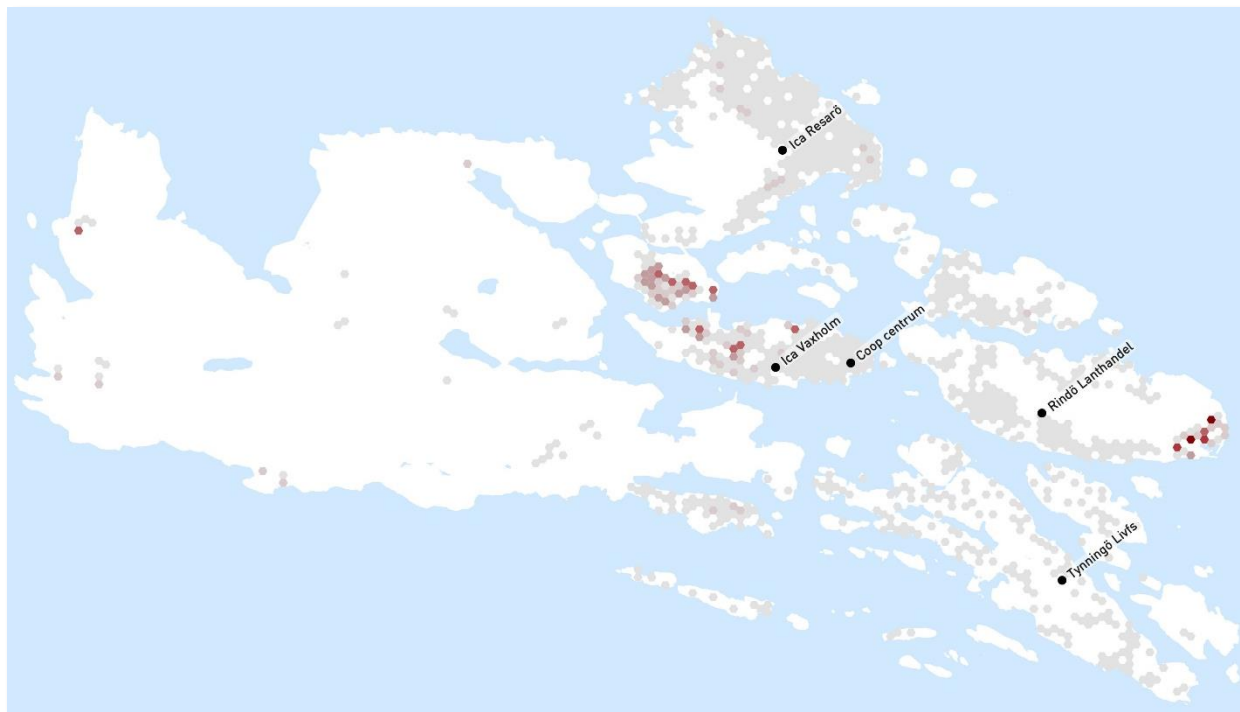 Ica Resarö
Ica Vaxholm
Coop centrum
Rindö Lanthandel
Tynningö Livfs